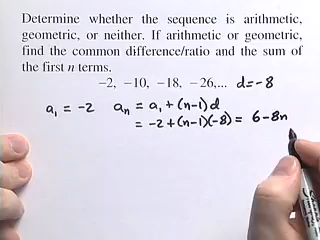 Determine whether the sequence is arithmetic,
geometric, or neither. If arithmetic or geometric,
find the common difference/ratio and the sum of
the first n terms.
−2, −10, −18, −26,... d=−8
a₁ = −2 aₙ = a₁ + (n−1)d
= −2+(n−1)(−8) = 6−8n